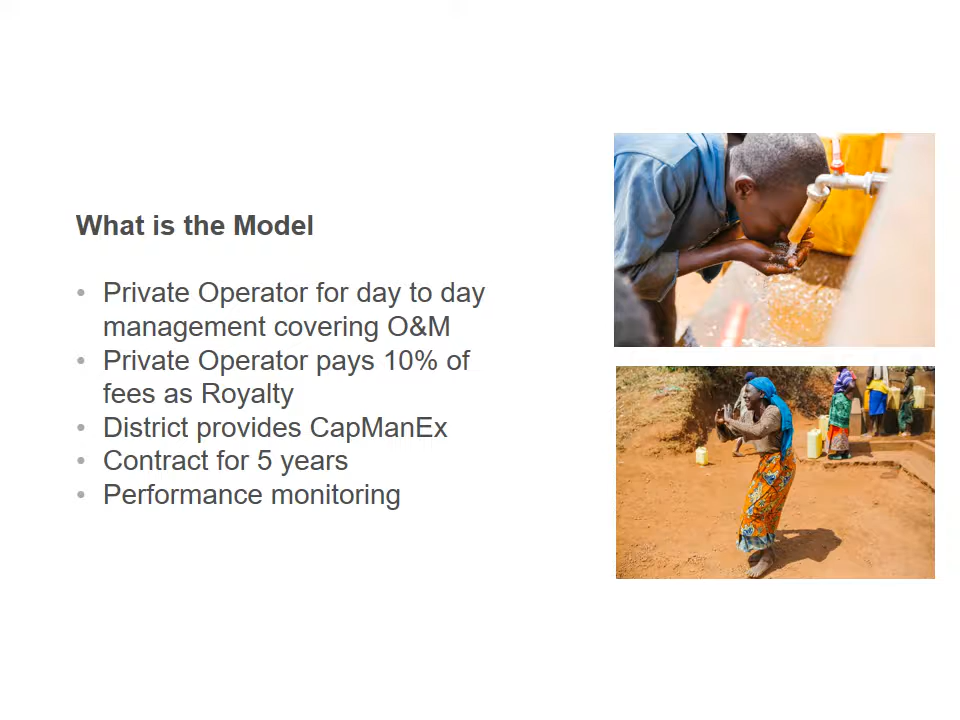 What is the Model
• Private Operator for day to day
management covering O&M
• Private Operator pays 10% of
fees as Royalty
• District provides CapManEx
• Contract for 5 years
• Performance monitoring